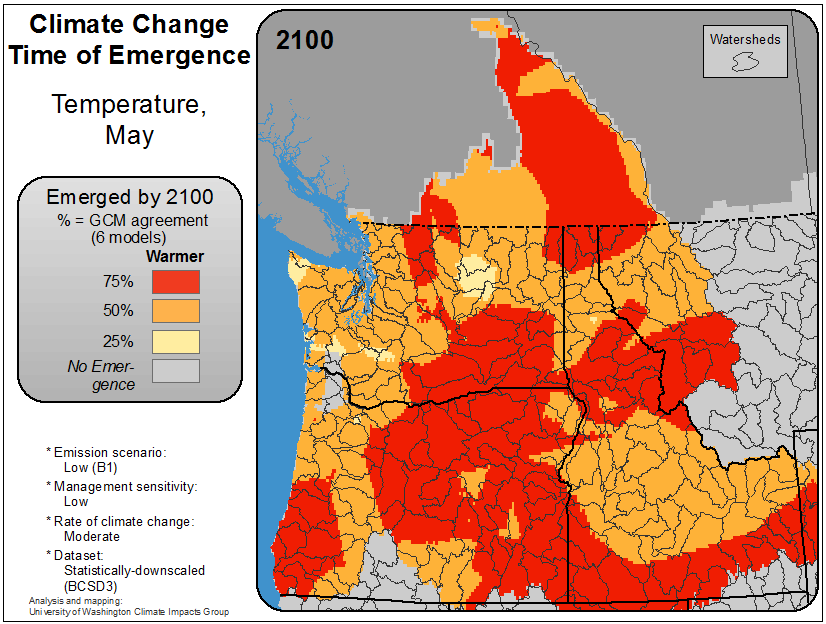 Climate Change
Time of Emergence
Temperature,
May
Emerged by 2100
% = GCM agreement
(6 models)
Warmer
75%
50%
25%
No Emer-
gence
* Emission scenario:
Low (B1)
* Management sensitivity:
Low
* Rate of climate change:
Moderate
* Dataset:
Statistically-downscaled
(BCSD3)
Analysis and mapping:
University of Washington Climate Impacts Group
2100
Watersheds